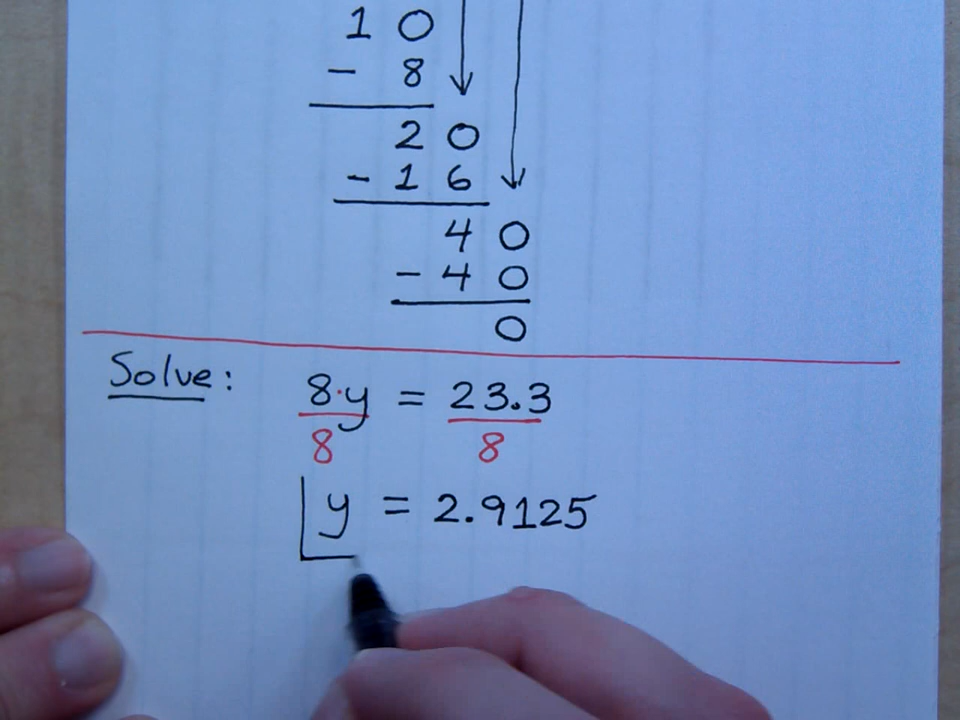 1 0
- 8
2 0
- 1 6
4 0
- 4 0
0
Solve: 8·y = 23.3
8 8
y = 2.9125